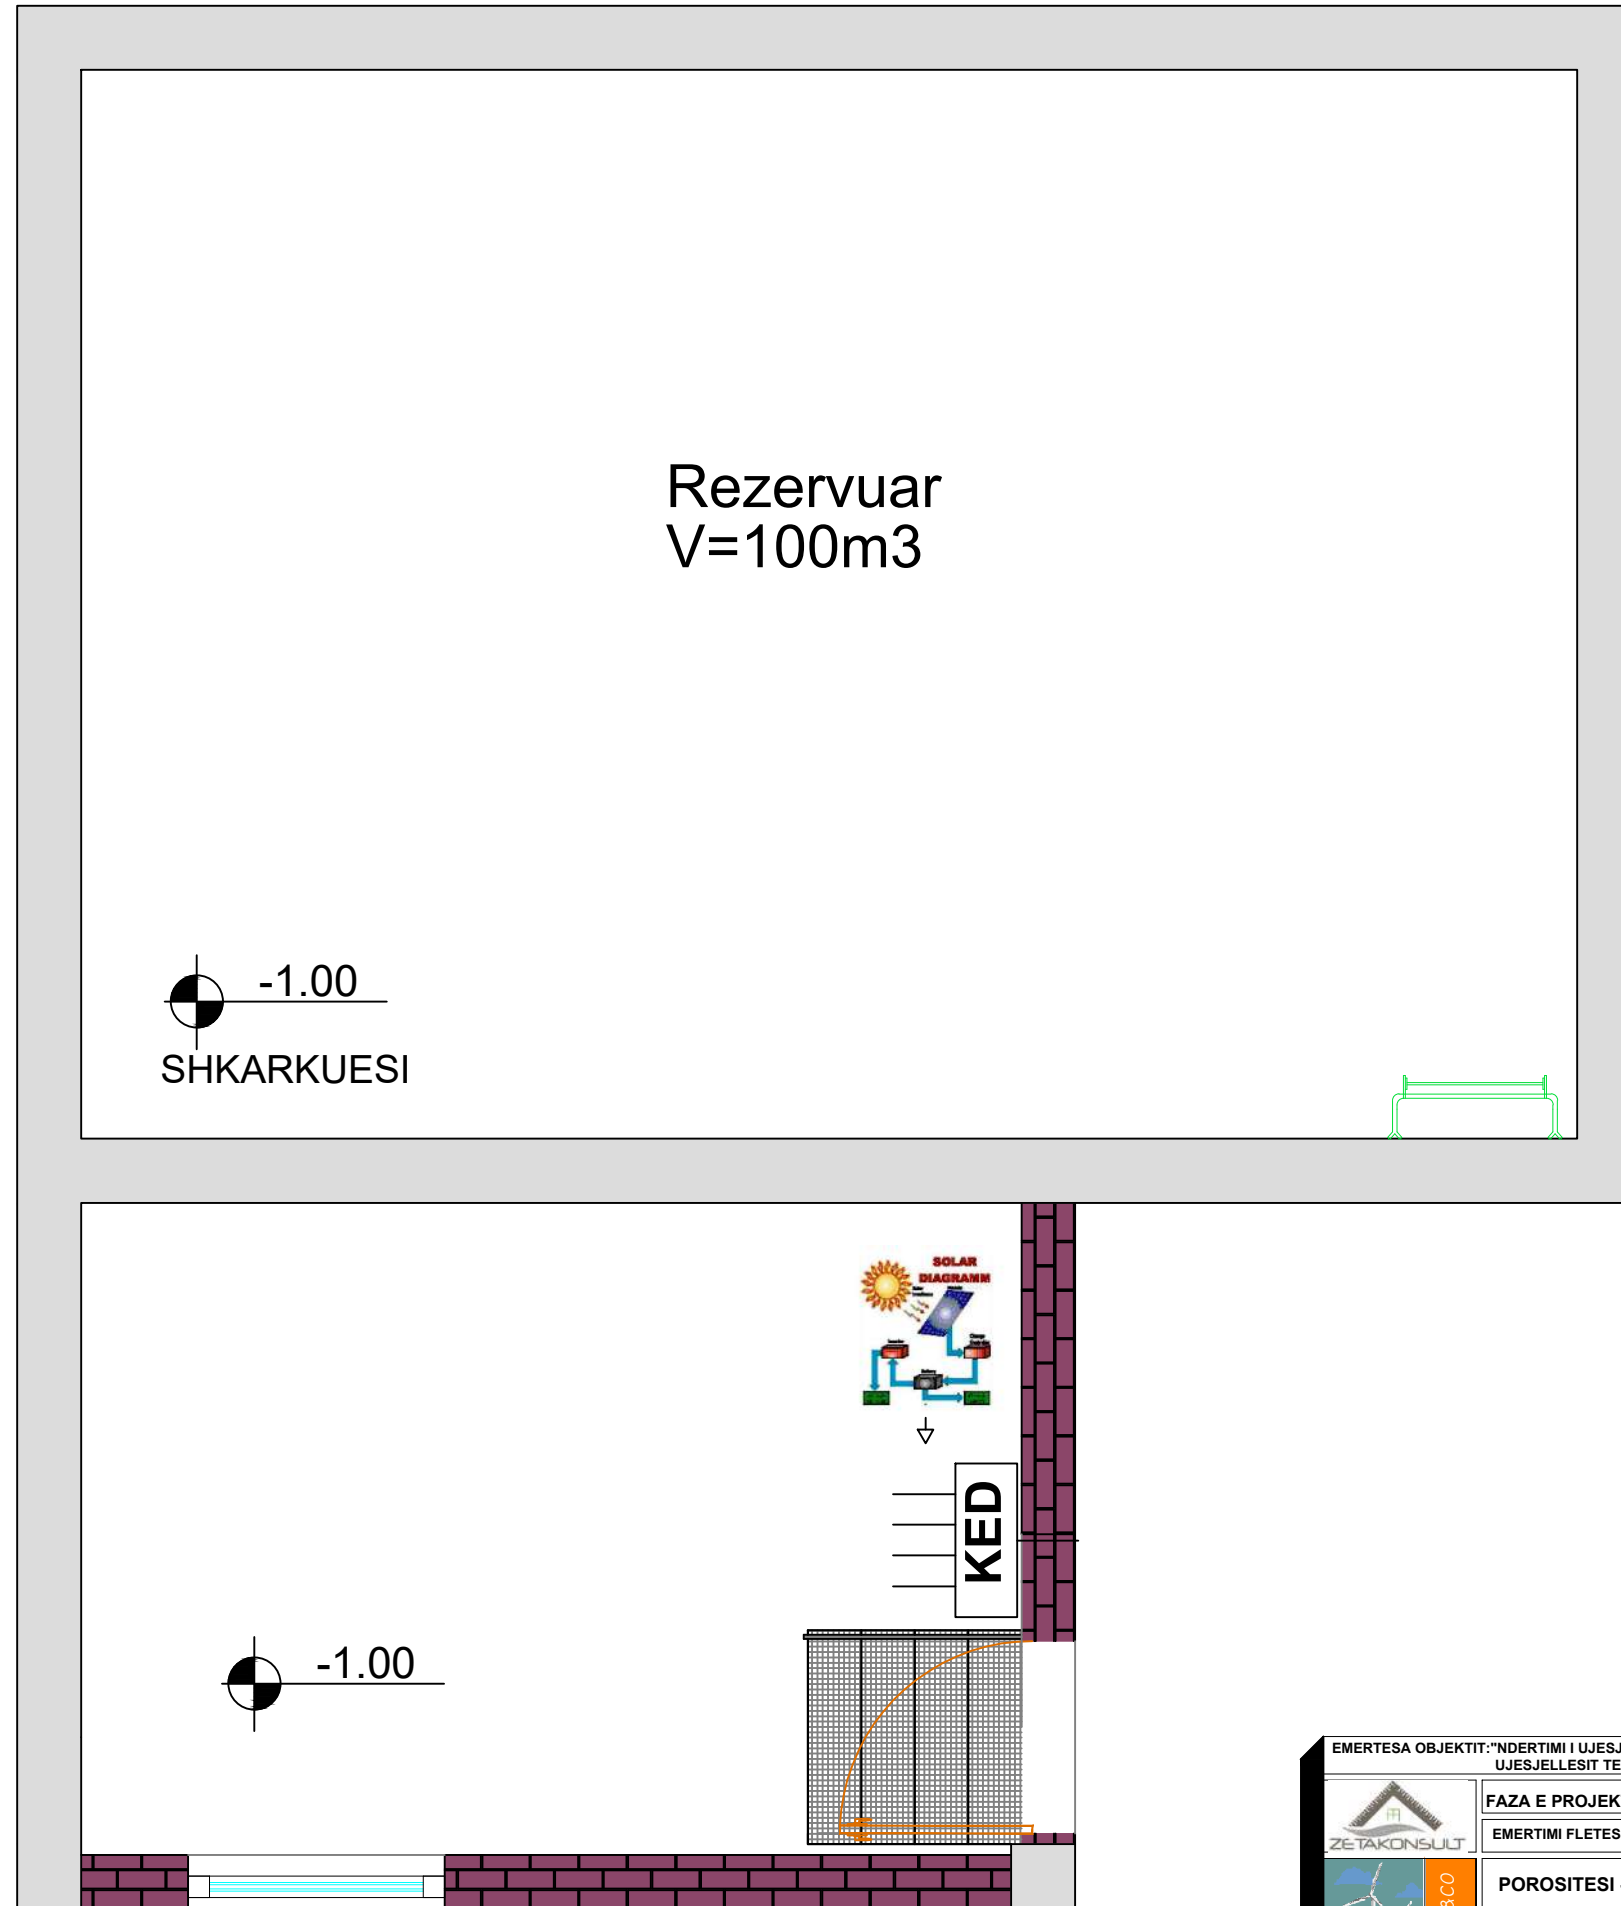 Rezervuar
V=100m3
-1.00
SHKARKUESI
SOLAR
DIAGRAMM
KED
-1.00
EMERTESA OBJEKTIT:"NDERTIMI I UJESJ
UJESJELLESIT TE
FAZA E PROJEK
ZETAKONSULT
EMERTIMI FLETES
&CO
POROSITESI